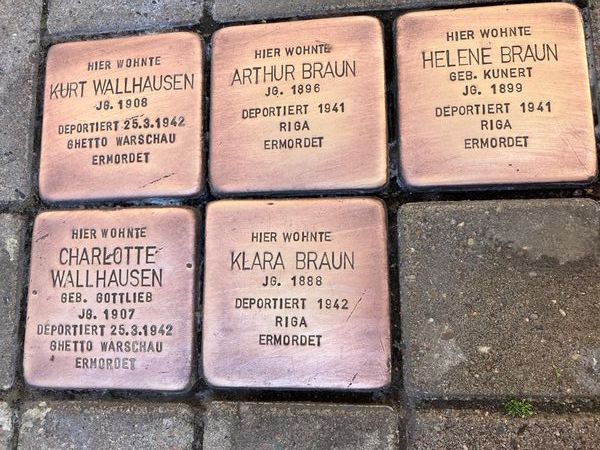 HIER WOHNTE
KURT WALLHAUSEN
JG. 1908
DEPORTIERT 25.3.1942
GHETTO WARSCHAU
ERMORDET
HIER WOHNTE
ARTHUR BRAUN
JG. 1896
DEPORTIERT 1941
RIGA
ERMORDET
HIER WOHNTE
HELENE BRAUN
GEB. KUNERT
JG. 1899
DEPORTIERT 1941
RIGA
ERMORDET
HIER WOHNTE
CHARLOTTE
WALLHAUSEN
GEB. GOTTLIEB
JG. 1907
DEPORTIERT 25.3.1942
GHETTO WARSCHAU
ERMORDET
HIER WOHNTE
KLARA BRAUN
JG. 1888
DEPORTIERT 1942
RIGA
ERMORDET